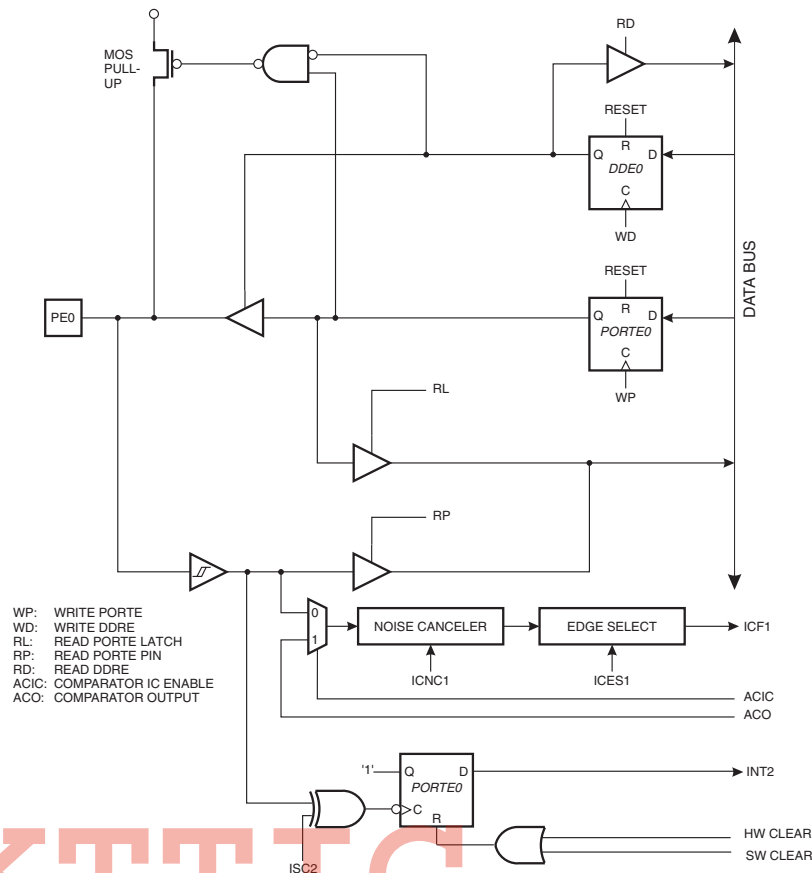 MOS
PULL-
UP
RD
RESET
R
Q
D
DDE0
C
WD
DATA BUS
RESET
PE0
R
Q
D
PORTE0
C
WP
RL
RP
WP: WRITE PORTE
WD: WRITE DDRE
RL: READ PORTE LATCH
RP: READ PORTE PIN
RD: READ DDRE
ACIC: COMPARATOR IC ENABLE
ACO: COMPARATOR OUTPUT
0
1
NOISE CANCELER
EDGE SELECT
ICF1
ICNC1
ICES1
ACIC
ACO
'1'
Q
D
PORTE0
C
R
INT2
HW CLEAR
SW CLEAR
ISC2